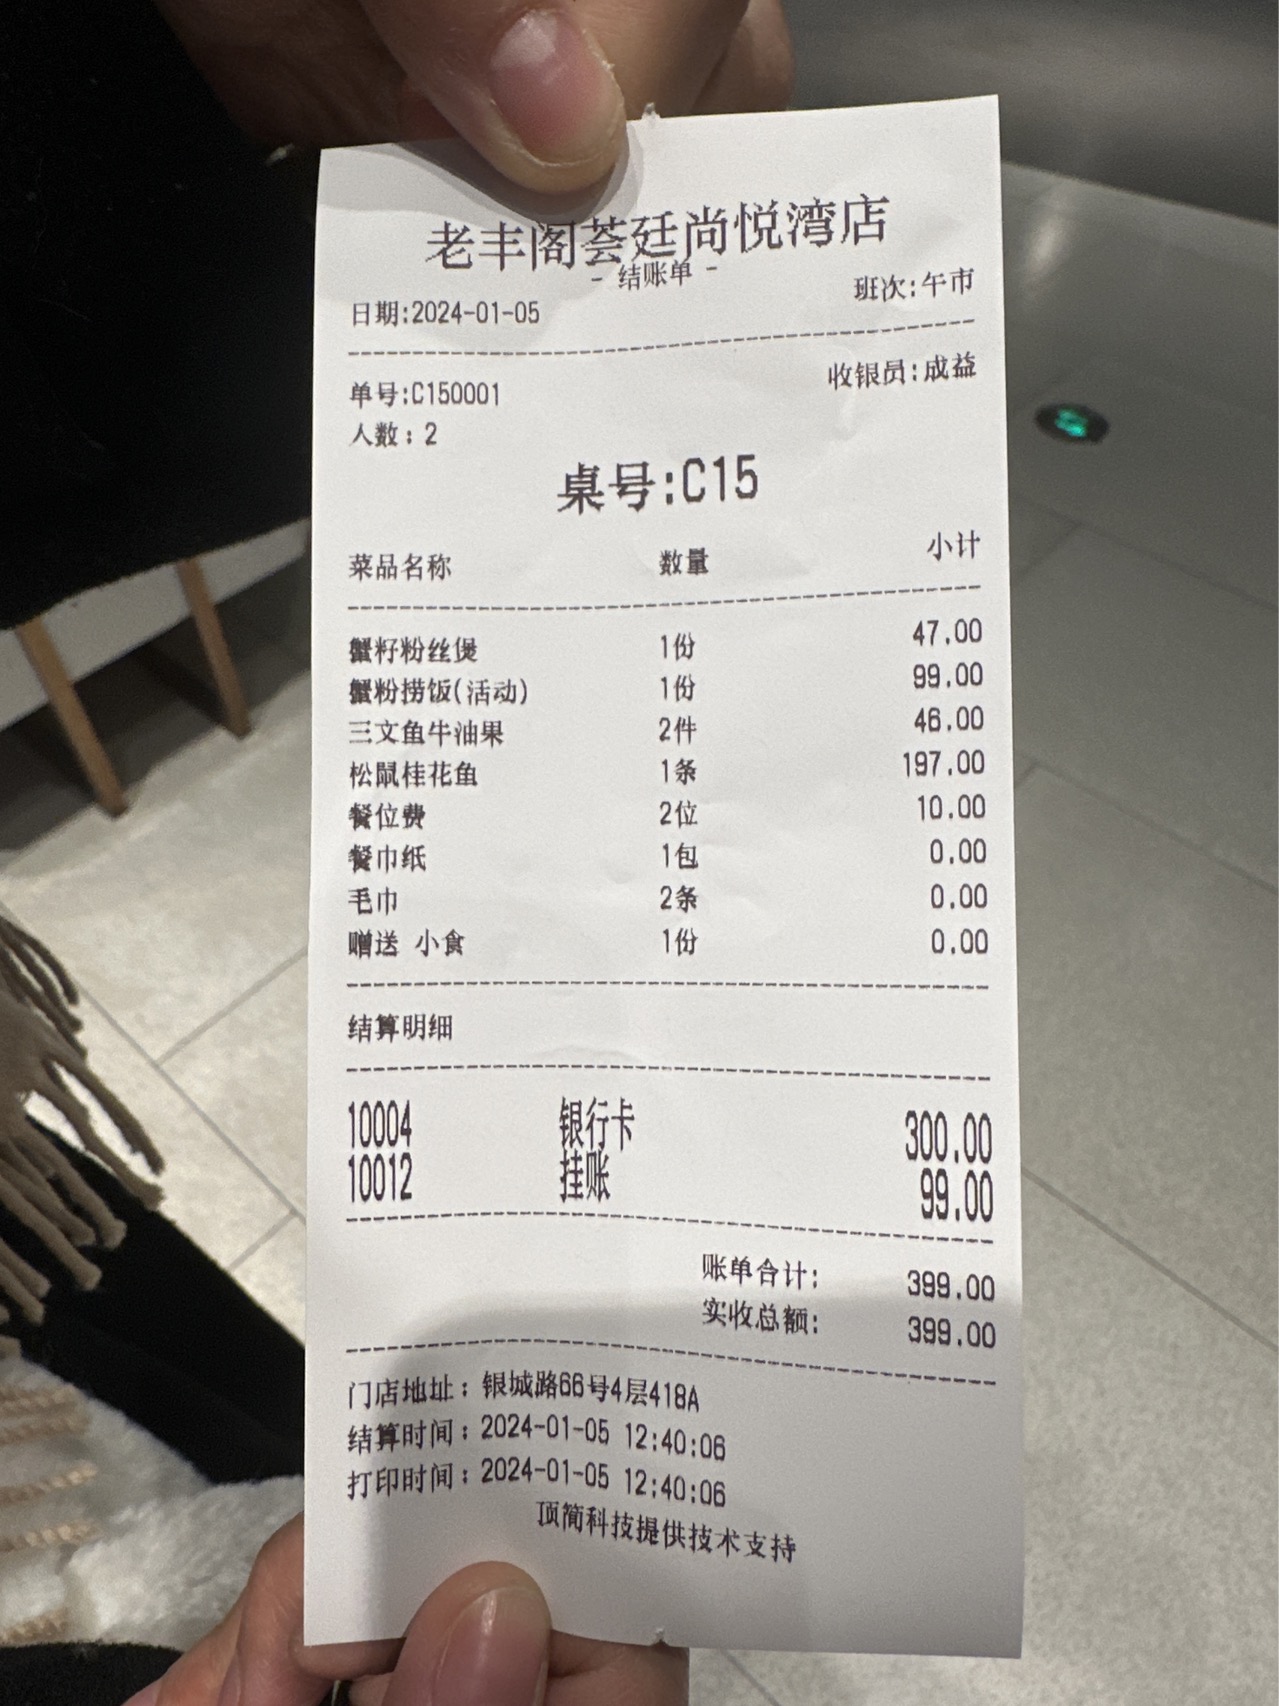 老丰阁荟廷尚悦湾店
- 结账单 -
日期:2024-01-05 班次:午市
单号:C150001 收银员:成益
人数:2
桌号:C15
菜品名称 数量 小计
蟹籽粉丝煲 1份 47.00
蟹粉捞饭(活动) 1份 99.00
三文鱼牛油果 2件 46.00
松鼠桂花鱼 1条 197.00
餐位费 2位 10.00
餐巾纸 1包 0.00
毛巾 2条 0.00
赠送 小食 1份 0.00
结算明细
10004 银行卡 300.00
10012 挂账 99.00
账单合计: 399.00
实收总额: 399.00
门店地址:银城路66号4层418A
结算时间:2024-01-05 12:40:06
打印时间:2024-01-05 12:40:06
顶简科技提供技术支持